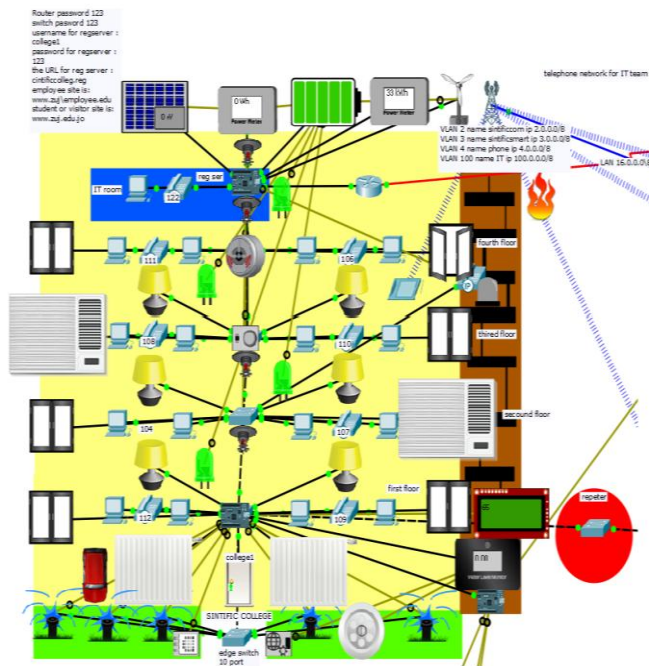 Router password 123
switch pasword 123
username for regserver :
college1
password for regserver :
123
the URL for reg server :
cintificcolleg.reg
employee site is:
www.zuj\employee.edu
student or visitor site is:
www.zuj.edu.jo
0 Wh
Power Meter
33 kWh
Power Meter
telephone network for IT team
VLAN 2 name sintificcom ip 2.0.0.0/8
VLAN 3 name sintificsmart ip 3.0.0.0/8
VLAN 4 name phone ip 4.0.0.0/8
VLAN 100 name IT ip 100.0.0.0/8
LAN 16.0.0.0\8
IT room
reg ser
122
111
106
fourth floor
IP
108
110
thired floor
104
107
secound floor
112
109
first floor
65
repeter
0.00
college1
SINTIFIC COLLEGE
edge switch
10 port